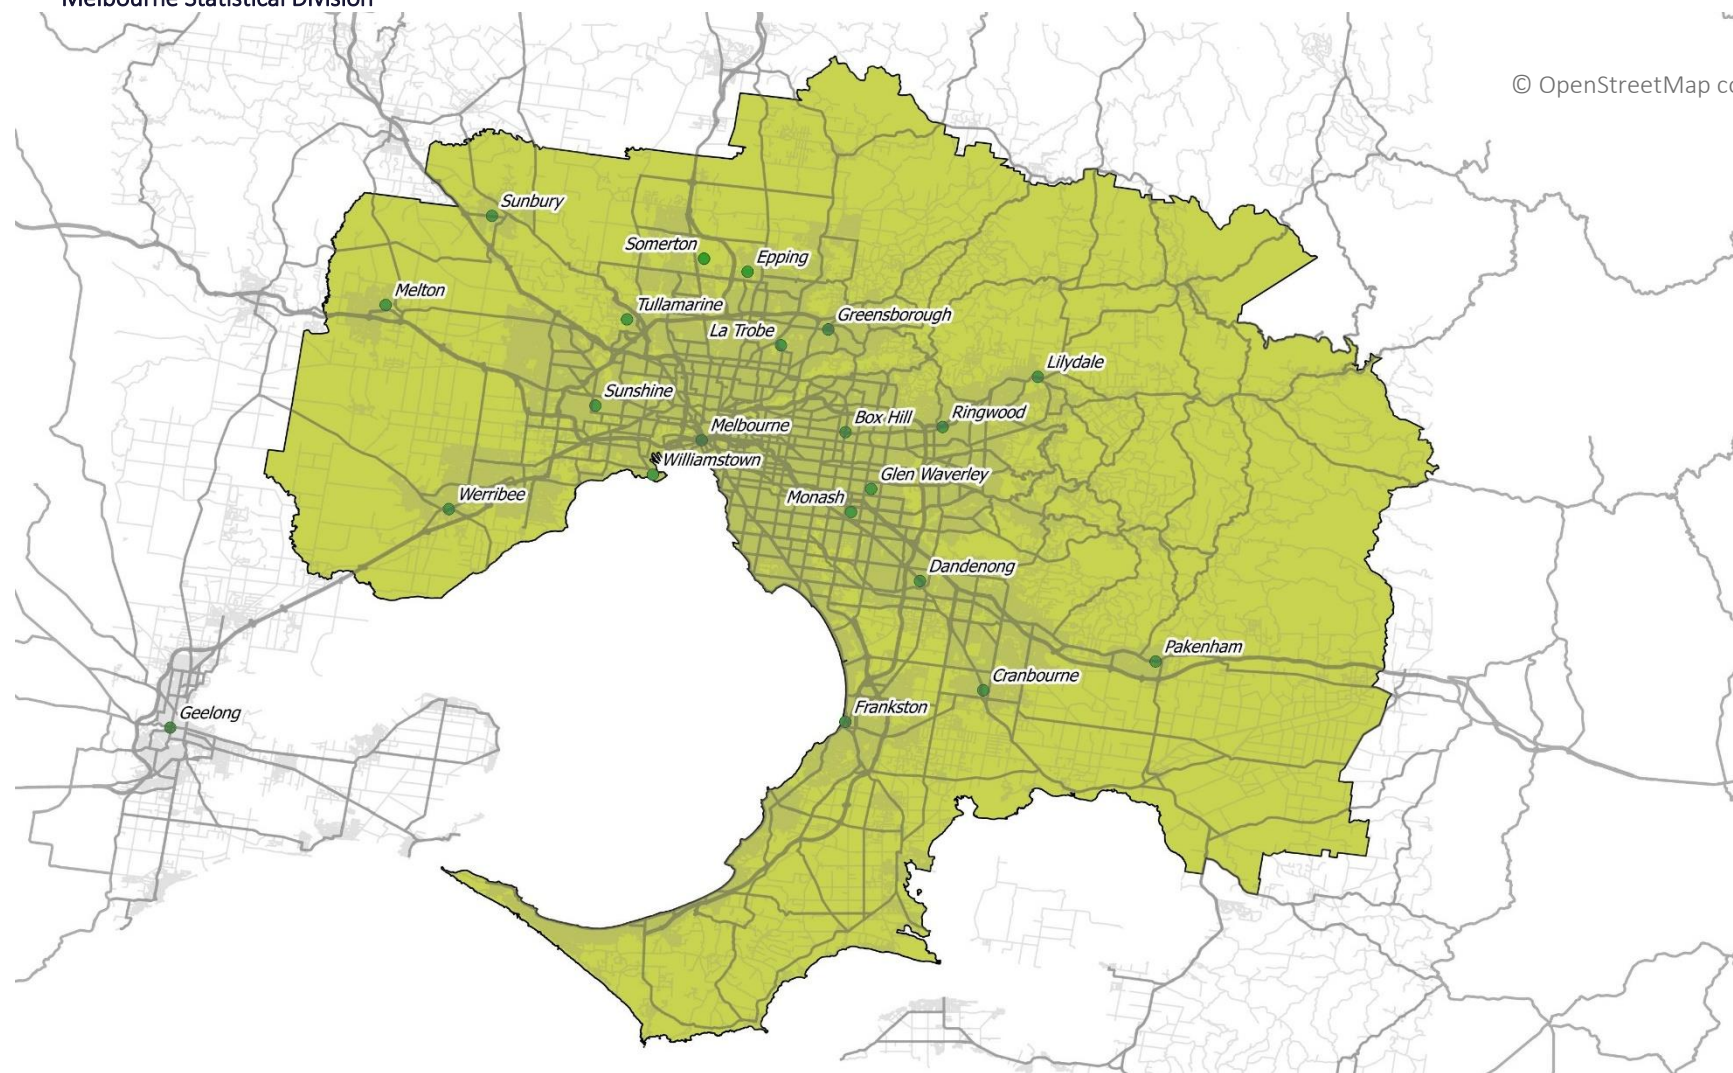 Melbourne Statistical Division
© OpenStreetMap co
Sunbury
Somerton
Epping
Melton
Tullamarine
Greensborough
La Trobe
Lilydale
Sunshine
Box Hill
Ringwood
Melbourne
Williamstown
Glen Waverley
Werribee
Monash
Dandenong
Pakenham
Cranbourne
Frankston
Geelong